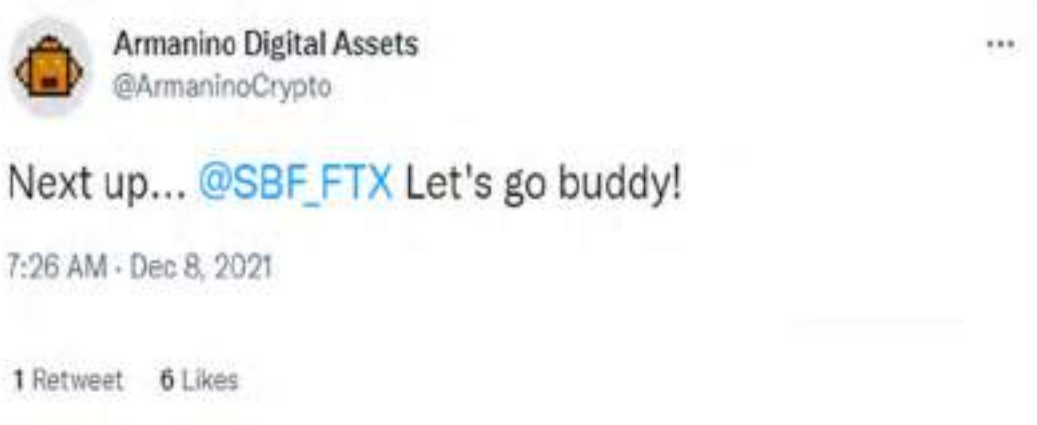 Armanino Digital Assets
@ArmaninoCrypto
...
Next up... @SBF_FTX Let's go buddy!
7:26 AM · Dec 8, 2021
1 Retweet 6 Likes